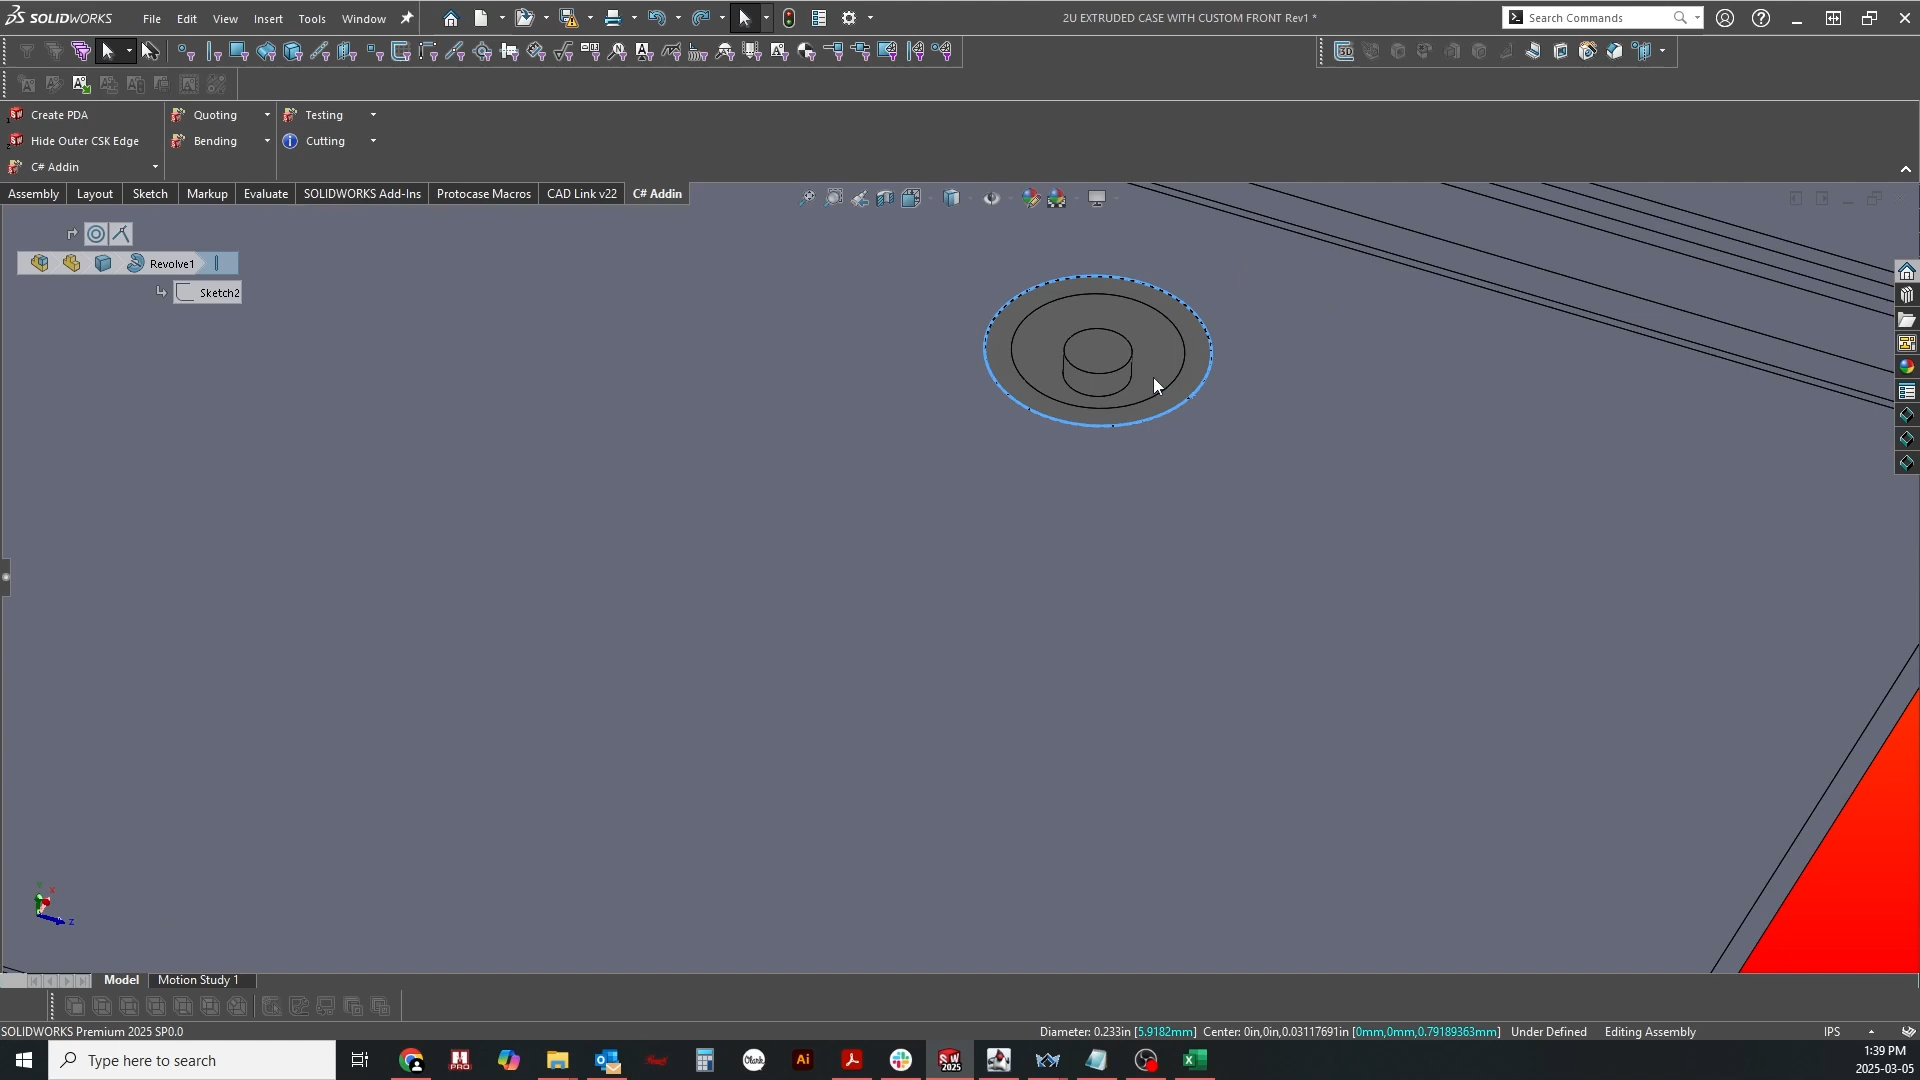 SOLIDWORKS File Edit View Insert Tools Window 2U EXTRUDED CASE WITH CUSTOM FRONT Rev1 * Search Commands
Create PDA Quoting Testing
Hide Outer CSK Edge Bending Cutting
C# Addin
Assembly Layout Sketch Markup Evaluate SOLIDWORKS Add-Ins Protocase Macros CAD Link v22 C# Addin
Revolve1
Sketch2
Z
Model Motion Study 1
SOLIDWORKS Premium 2025 SP0.0 Diameter: 0.233in [5.9182mm] Center: 0in,0in,0.03117691in [0mm,0mm,0.79189363mm] Under Defined Editing Assembly IPS
Type here to search
1:39 PM
2025-03-05